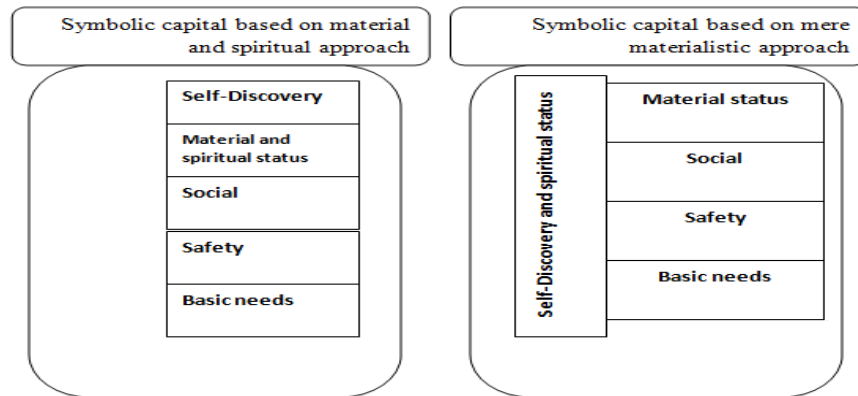 Symbolic capital based on material
and spiritual approach
Self-Discovery
Material and
spiritual status
Social
Safety
Basic needs
Symbolic capital based on mere
materialistic approach
Self-Discovery and spiritual status
Material status
Social
Safety
Basic needs